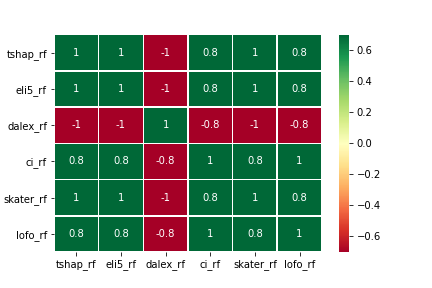 tshap_rf 1 1 -1 0.8 1 0.8
eli5_rf 1 1 -1 0.8 1 0.8
dalex_rf -1 -1 1 -0.8 -1 -0.8
ci_rf 0.8 0.8 -0.8 1 0.8 1
skater_rf 1 1 -1 0.8 1 0.8
lofo_rf 0.8 0.8 -0.8 1 0.8 1
tshap_rf eli5_rf dalex_rf ci_rf skater_rf lofo_rf
0.6
0.4
0.2
0.0
−0.2
−0.4
−0.6